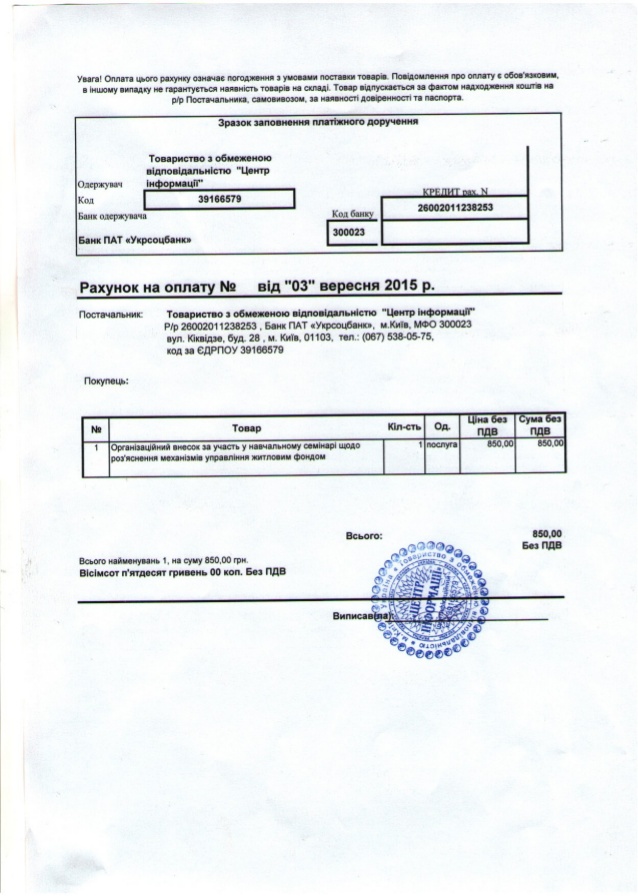 Увага! Оплата цього рахунку означає погодження з умовами поставки товарів. Повідомлення про оплату є обов'язковим,
в іншому випадку не гарантується наявність товарів на складі. Товар відпускається за фактом надходження коштів на
р/р Постачальника, самовивозом, за наявності довіреності та паспорта.
Зразок заповнення платіжного доручення
Товариство з обмеженою
відповідальністю "Центр
Одержувач інформації"
КРЕДИТ рах. N
Код 39166579 26002011238253
Банк одержувача Код банку
Банк ПАТ «Укрсоцбанк» 300023
Рахунок на оплату № від "03" вересня 2015 р.
Постачальник: Товариство з обмеженою відповідальністю "Центр інформації"
Р/р 26002011238253 , Банк ПАТ «Укрсоцбанк», м.Київ, МФО 300023
вул. Кіквідзе, буд. 28 , м. Київ, 01103, тел.: (067) 538-05-75,
код за ЄДРПОУ 39166579
Покупець:
№ Товар Кіл-сть Од. Ціна без ПДВ Сума без ПДВ
1 Організаційний внесок за участь у навчальному семінарі щодо 1 послуга 850,00 850,00
роз'яснення механізмів управління житловим фондом
Всього: 850,00
Без ПДВ
Всього найменувань 1, на суму 850,00 грн.
Вісімсот п'ятдесят гривень 00 коп. Без ПДВ
Виписав(ла):
"ЦЕНТР
ІНФОРМАЦІЇ"